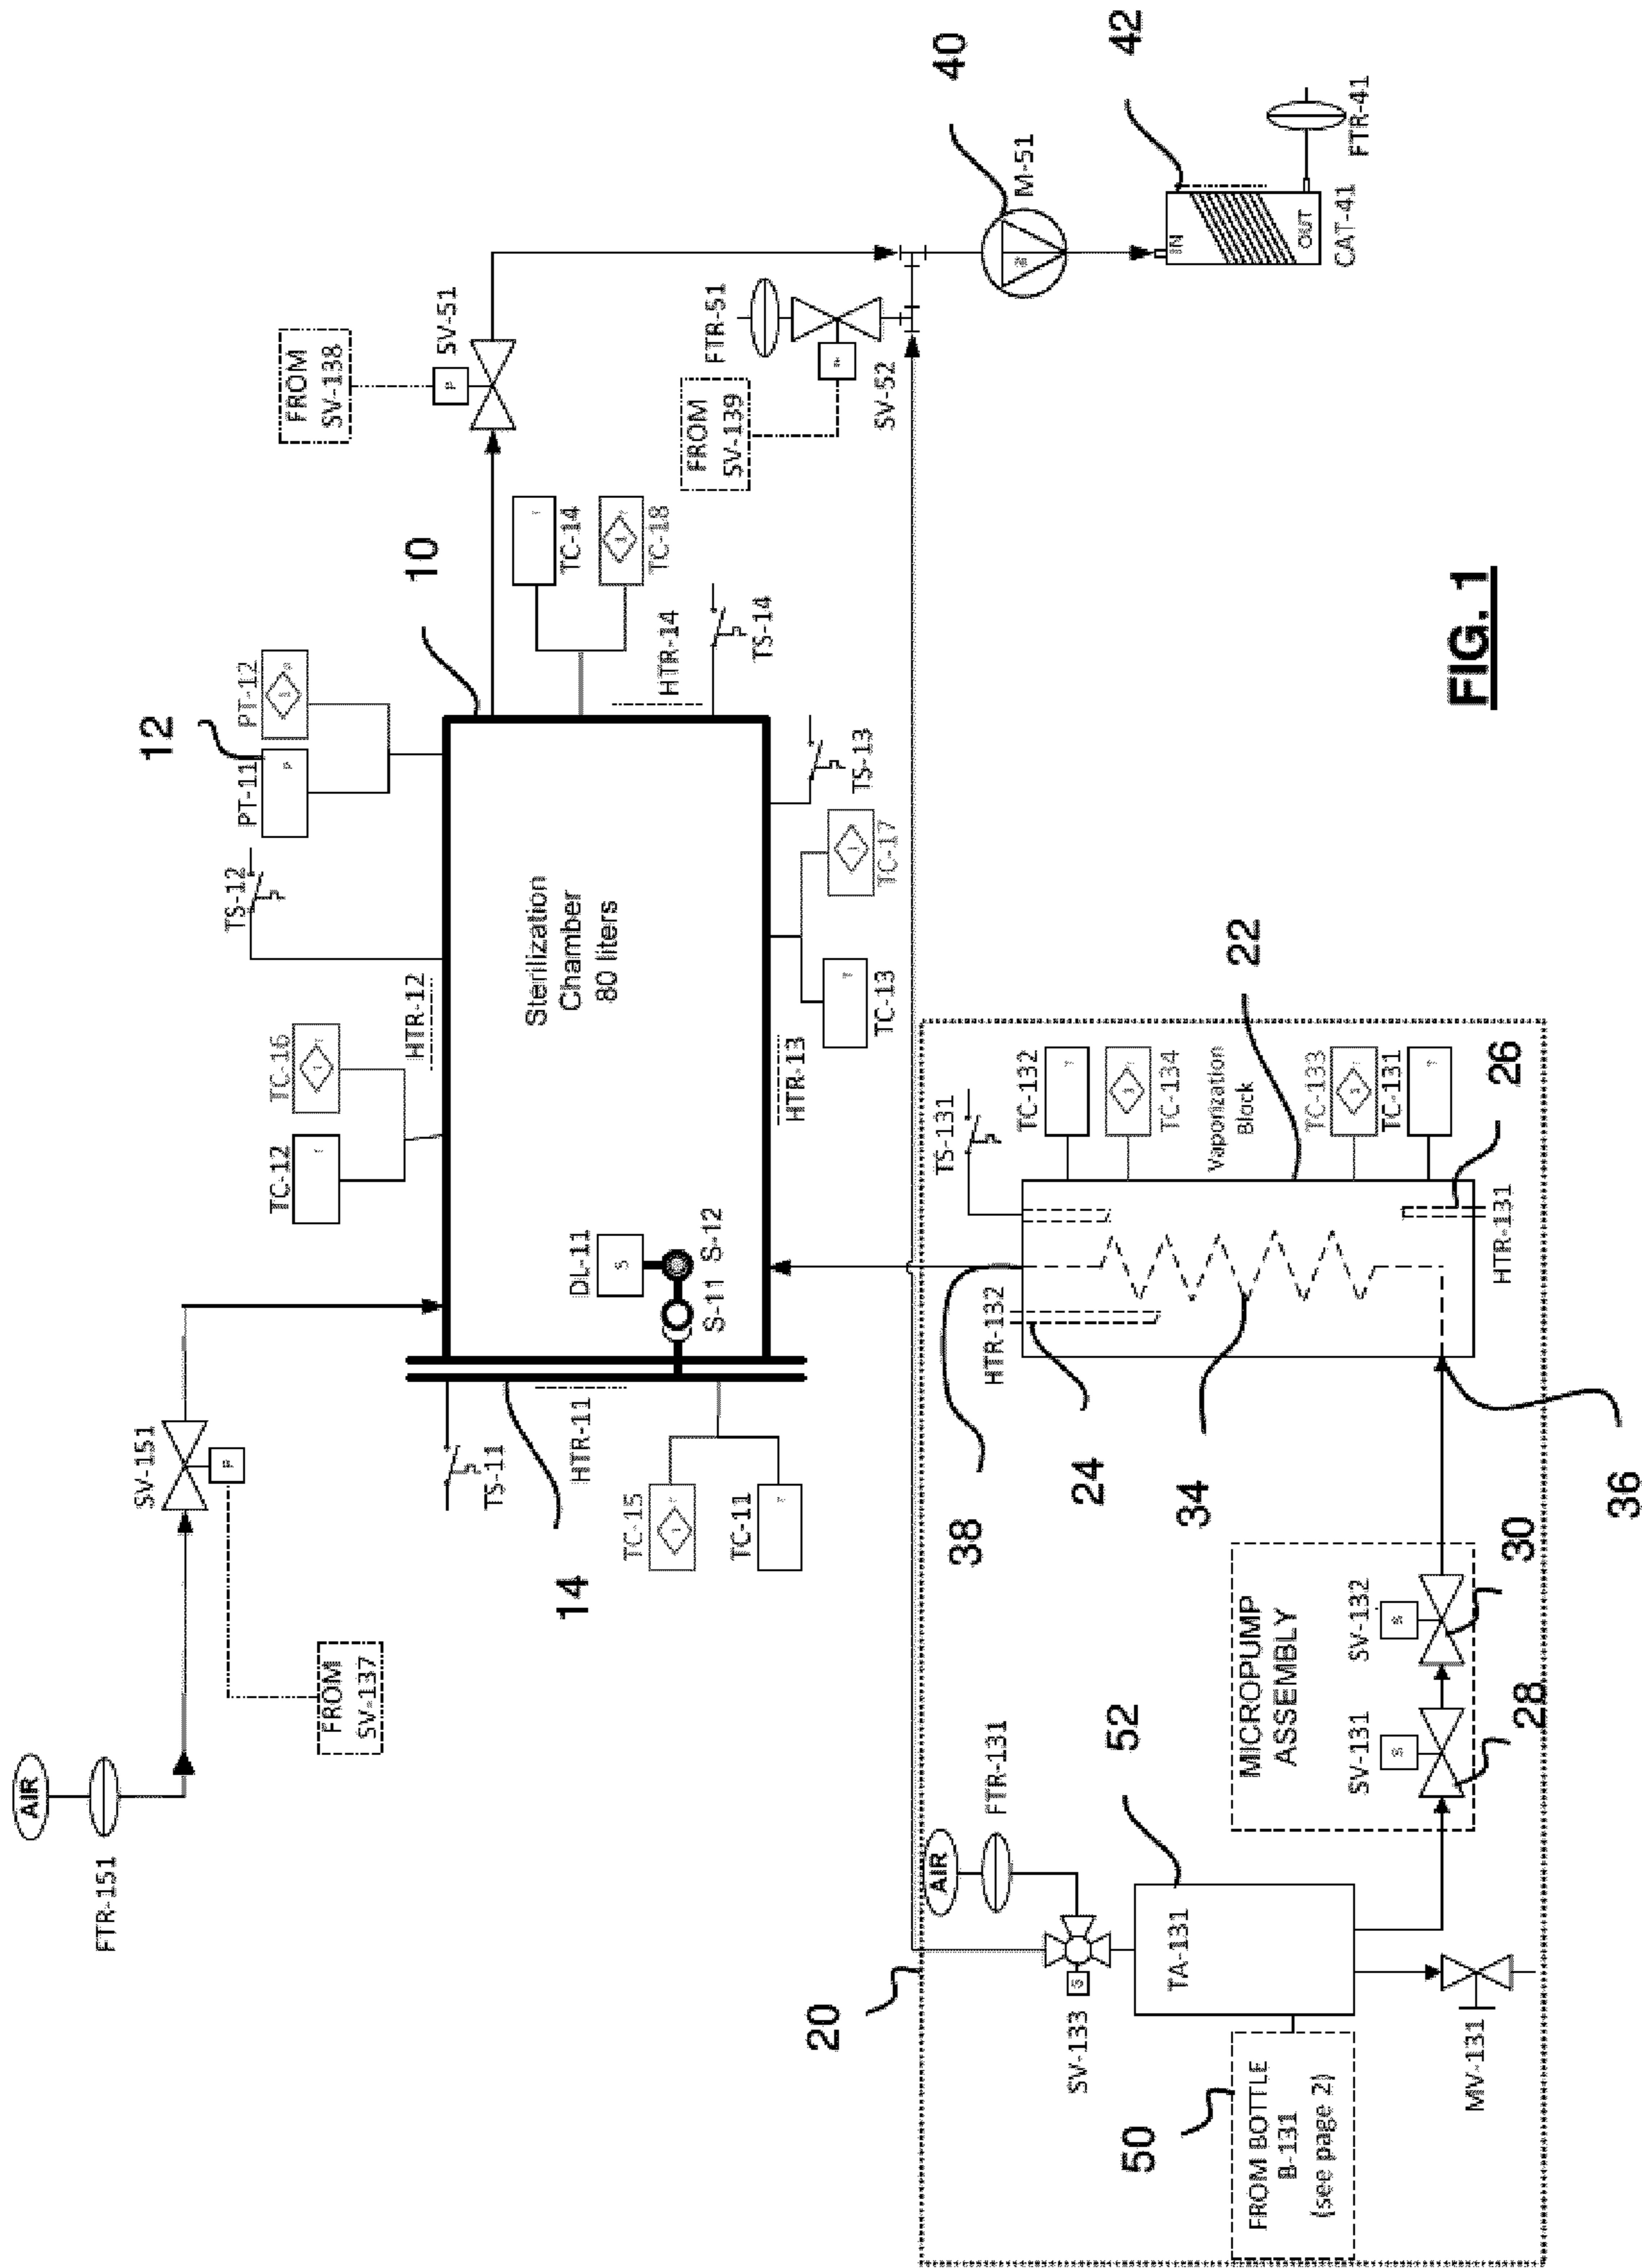 AIR
FTR-151
SV-151
P
FROM
SV-137
TC-12
TC-16
HTR-12
TS-12
12
PT-11
P
PT-12
10
FROM
SV-138
P
SV-51
TS-11
14
HTR-11
TC-15
TC-11
DL-11
S
S-11
S-12
Sterilization
Chamber
80 liters
HTR-13
TC-13
TC-17
TS-13
TC-14
TC-18
HTR-14
TS-14
FROM
SV-139
FTR-51
SV-52
40
M-51
42
IN
OUT
CAT-41
FTR-41
20
AIR
FTR-131
SV-133
TA-131
52
50
FROM BOTTLE
B-131
(see page 2)
MV-131
MICROPUMP
ASSEMBLY
SV-131
S
SV-132
S
28
30
38
HTR-132
24
34
36
TS-131
TC-132
TC-134
Vaporization
Block
22
TC-133
TC-131
26
HTR-131
FIG. 1